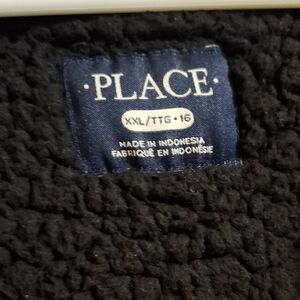 ·PLACE·
XXL/TTG·16
MADE IN INDONESIA
FABRIQUÉ EN INDONÉSIE